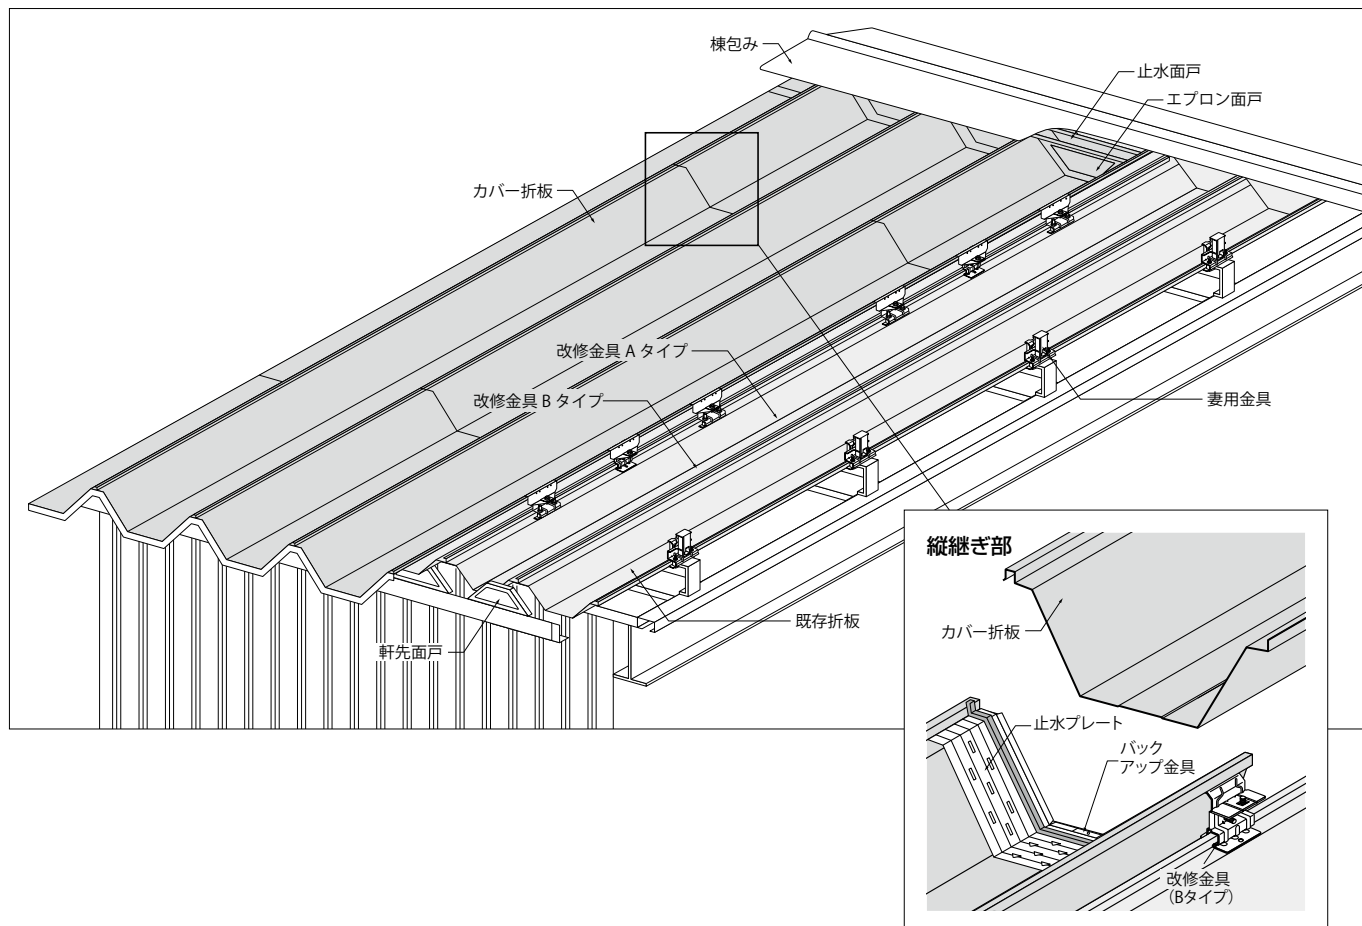 棟包み
止水面戸
エプロン面戸
カバー折板
改修金具 A タイプ
改修金具 B タイプ
妻用金具
既存折板
軒先面戸
縦継ぎ部
カバー折板
止水プレート
バック
アップ金具
改修金具
（Bタイプ）